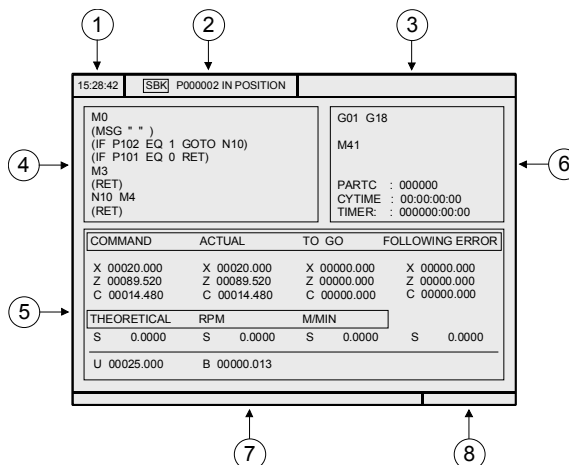 1 2 3
15:28:42 SBK P000002 IN POSITION
4
M0
(MSG " " )
(IF P102 EQ 1 GOTO N10)
(IF P101 EQ 0 RET)
M3
(RET)
N10 M4
(RET)
G01 G18
M41
PARTC : 000000
CYTIME : 00:00:00:00
TIMER: : 000000:00:00
6
COMMAND ACTUAL TO GO FOLLOWING ERROR
X 00020.000 X 00020.000 X 00000.000 X 00000.000
Z 00089.520 Z 00089.520 Z 00000.000 Z 00000.000
C 00014.480 C 00014.480 C 00000.000 C 00000.000
5
THEORETICAL RPM M/MIN
S 0.0000 S 0.0000 S 0.0000 S 0.0000
U 00025.000 B 00000.013
7 8